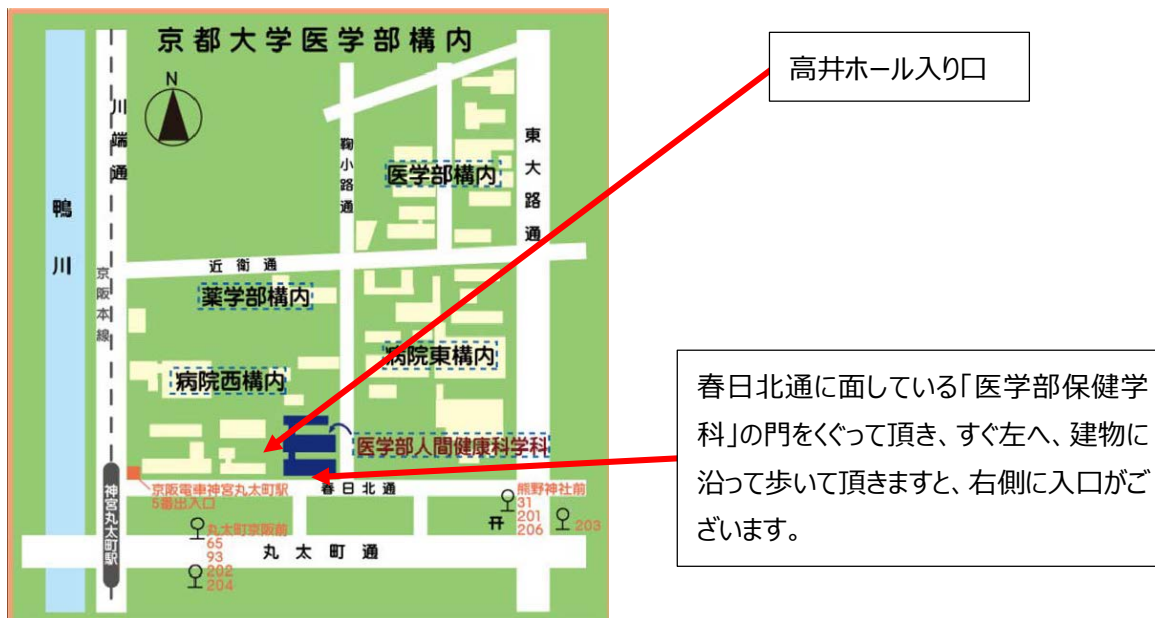 京都大学医学部構内
N
川端通
鴨川
京阪本線
鞠小路通
東大路通
医学部構内
近衛通
薬学部構内
病院東構内
病院西構内
医学部人間健康科学科
神宮丸太町駅
京阪電車神宮丸太町駅
5番出入口
春日北通
熊野神社前
31
201
206
203
丸太町京阪前
65
93
202
204
丸太町通
高井ホール入り口
春日北通に面している「医学部保健学
科」の門をくぐって頂き、すぐ左へ、建物に
沿って歩いて頂きますと、右側に入口がご
ざいます。